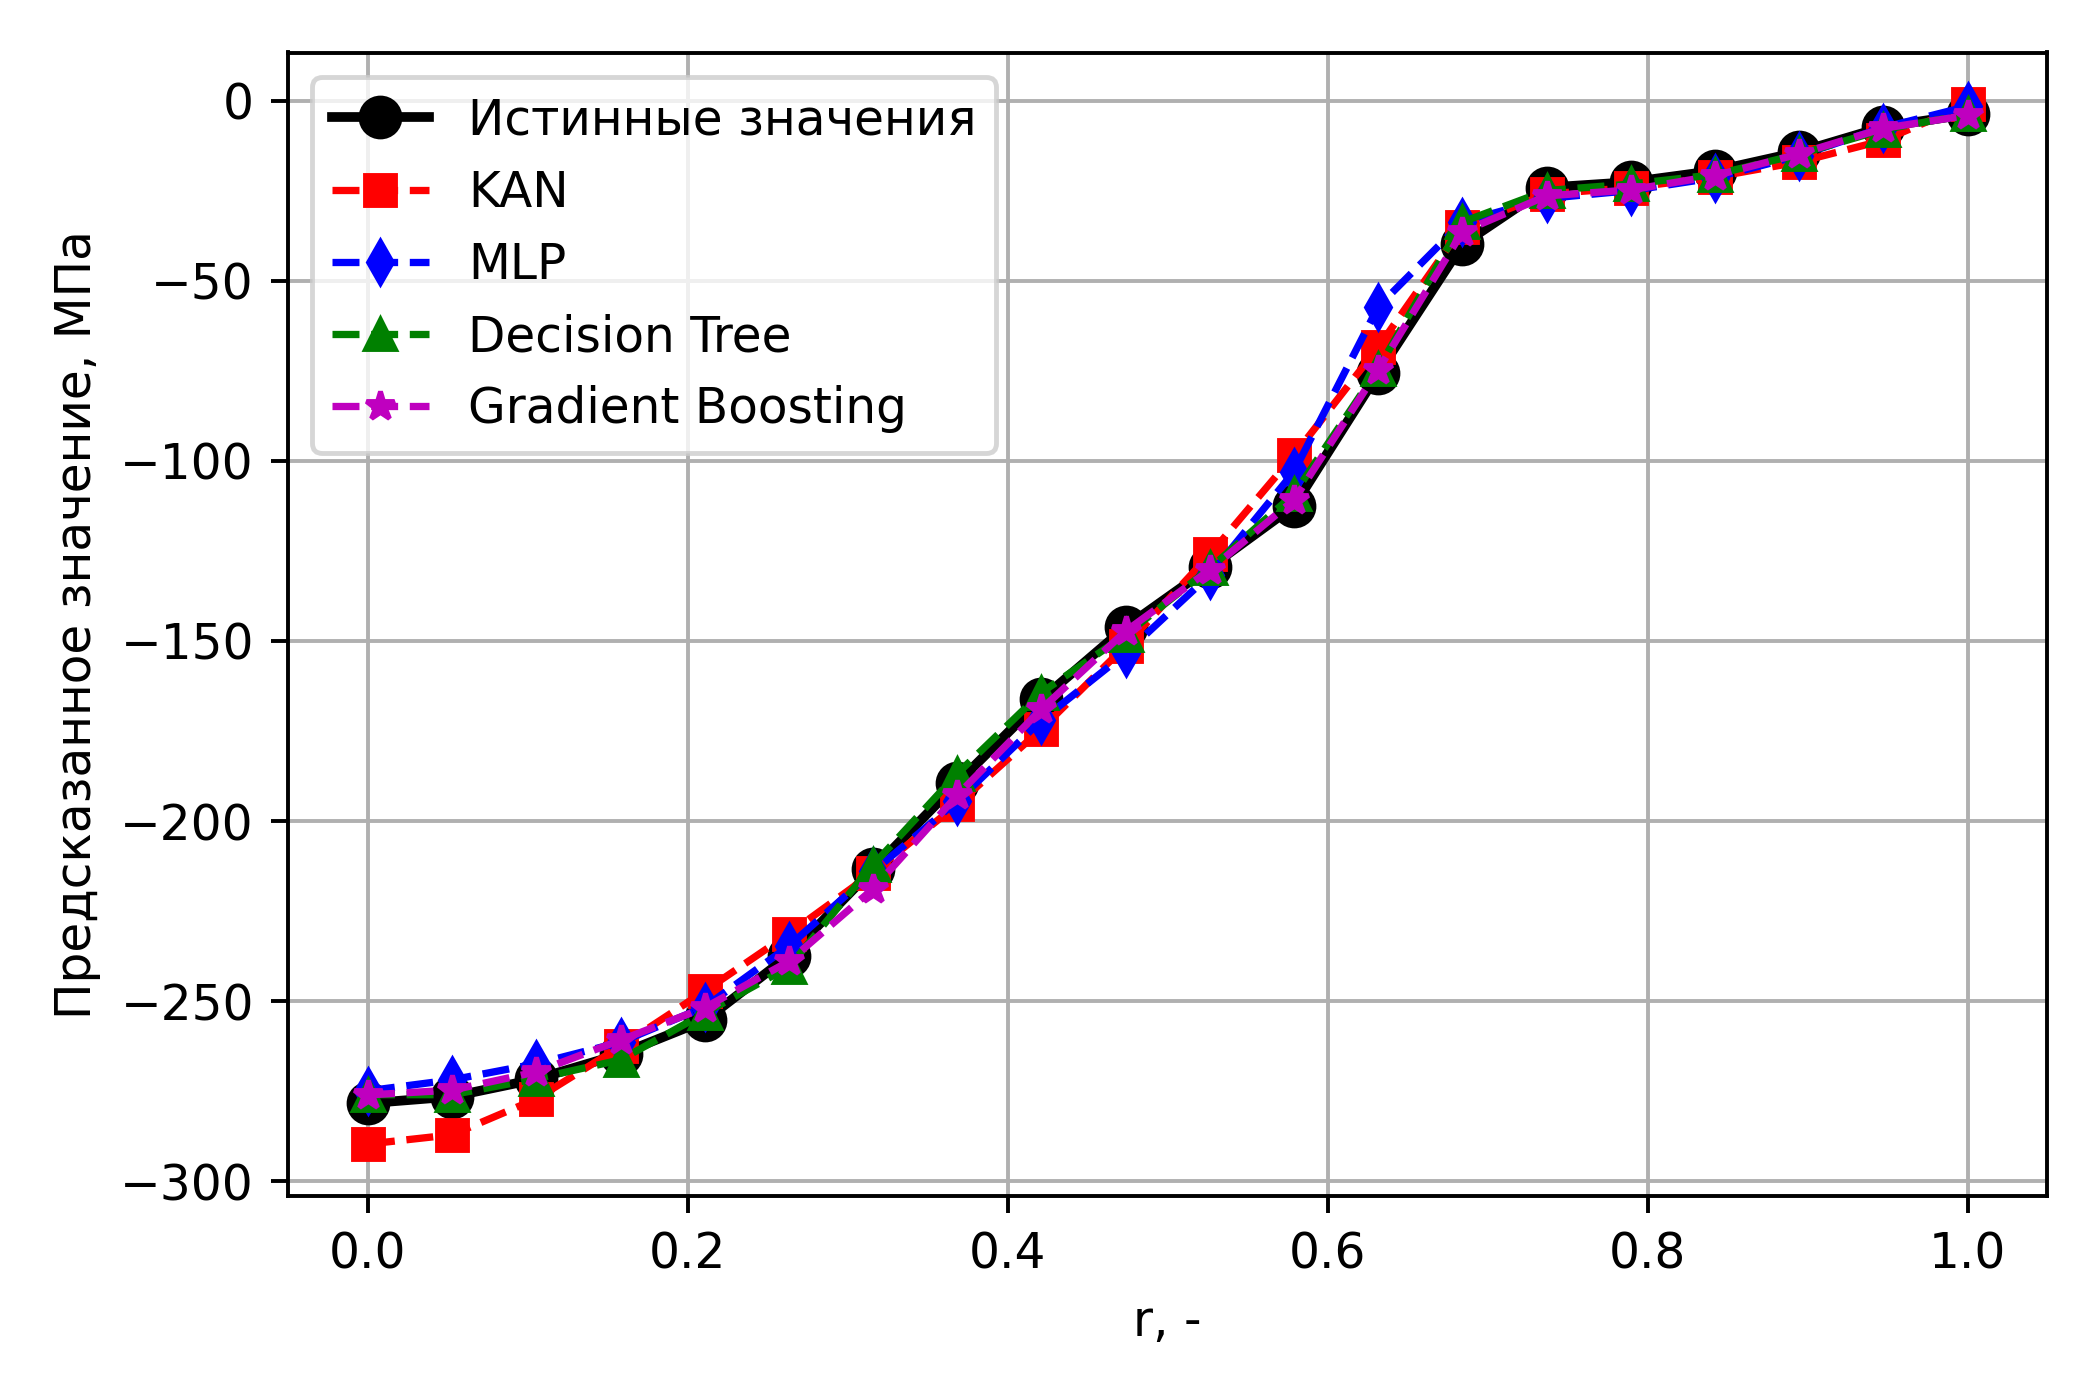 Предсказанное значение, МПа
0
−50
−100
−150
−200
−250
−300
Истинные значения
KAN
MLP
Decision Tree
Gradient Boosting
0.0 0.2 0.4 0.6 0.8 1.0
r, -